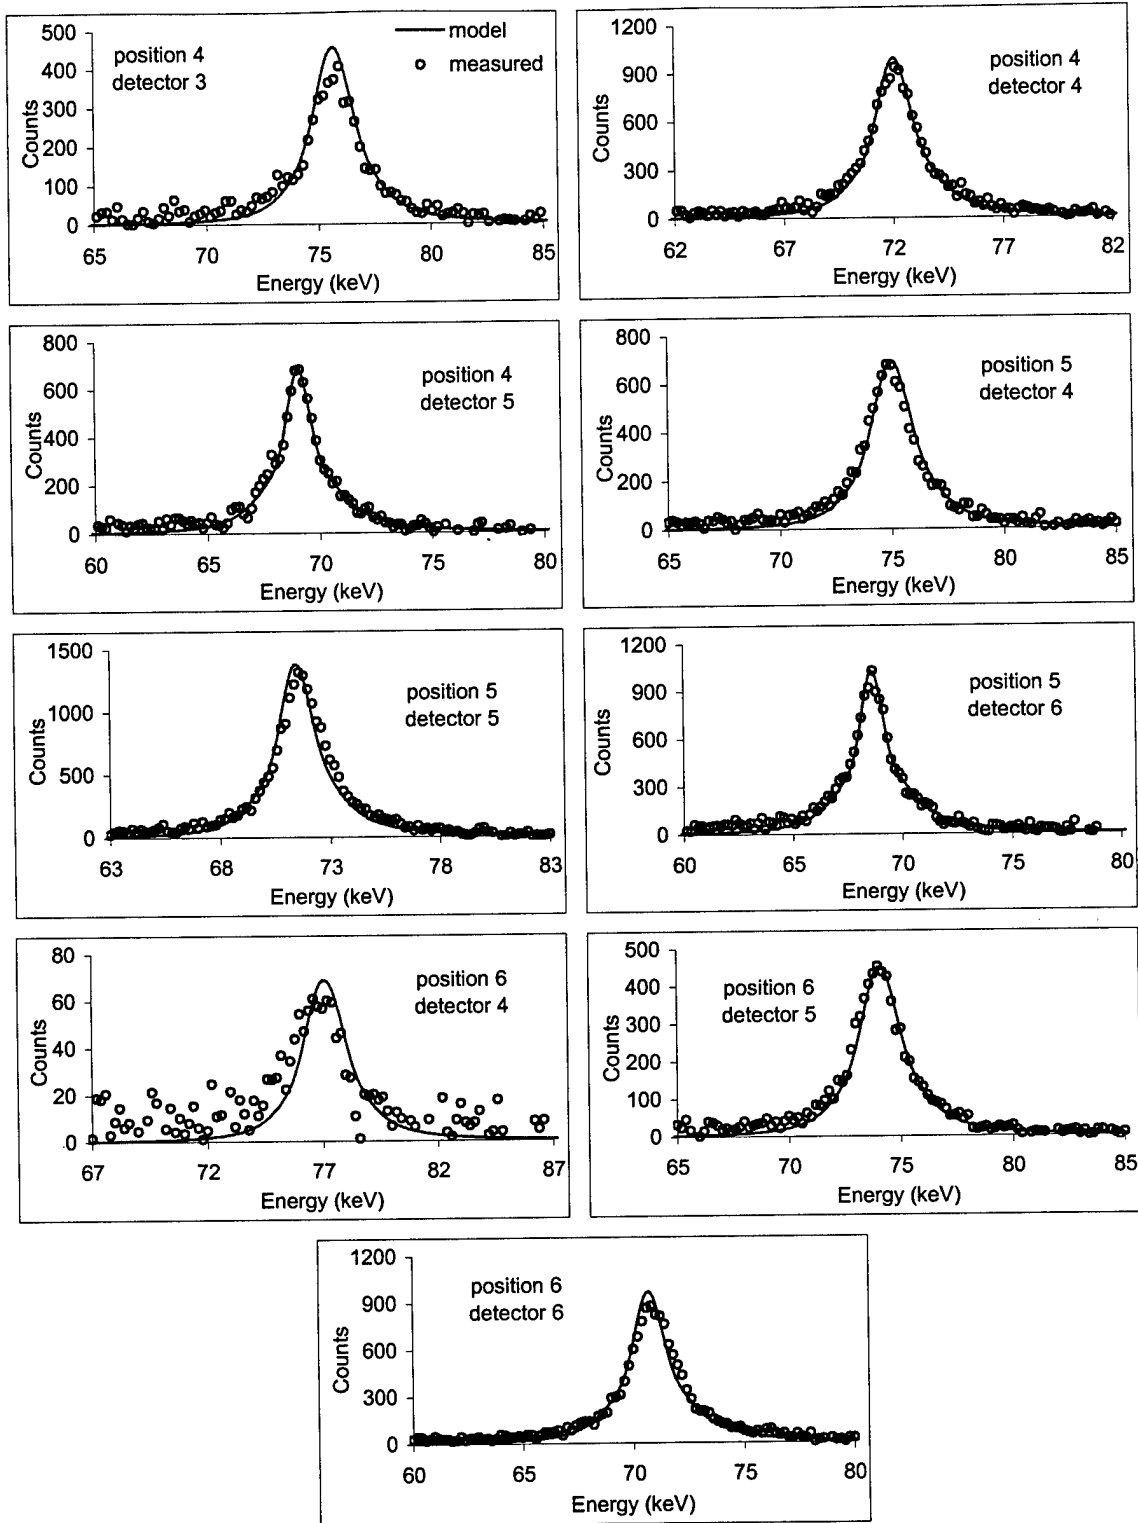 500
400
300
200
100
0
Counts
position 4
detector 3
model
measured
65 70 75 80 85
Energy (keV)
1200
900
600
300
0
Counts
position 4
detector 4
62 67 72 77 82
Energy (keV)
800
600
400
200
0
Counts
position 4
detector 5
60 65 70 75 80
Energy (keV)
800
600
400
200
0
Counts
position 5
detector 4
65 70 75 80 85
Energy (keV)
1500
1000
500
0
Counts
position 5
detector 5
63 68 73 78 83
Energy (keV)
1200
900
600
300
0
Counts
position 5
detector 6
60 65 70 75 80
Energy (keV)
80
60
40
20
0
Counts
position 6
detector 4
67 72 77 82 87
Energy (keV)
500
400
300
200
100
0
Counts
position 6
detector 5
65 70 75 80 85
Energy (keV)
1200
900
600
300
0
Counts
position 6
detector 6
60 65 70 75 80
Energy (keV)